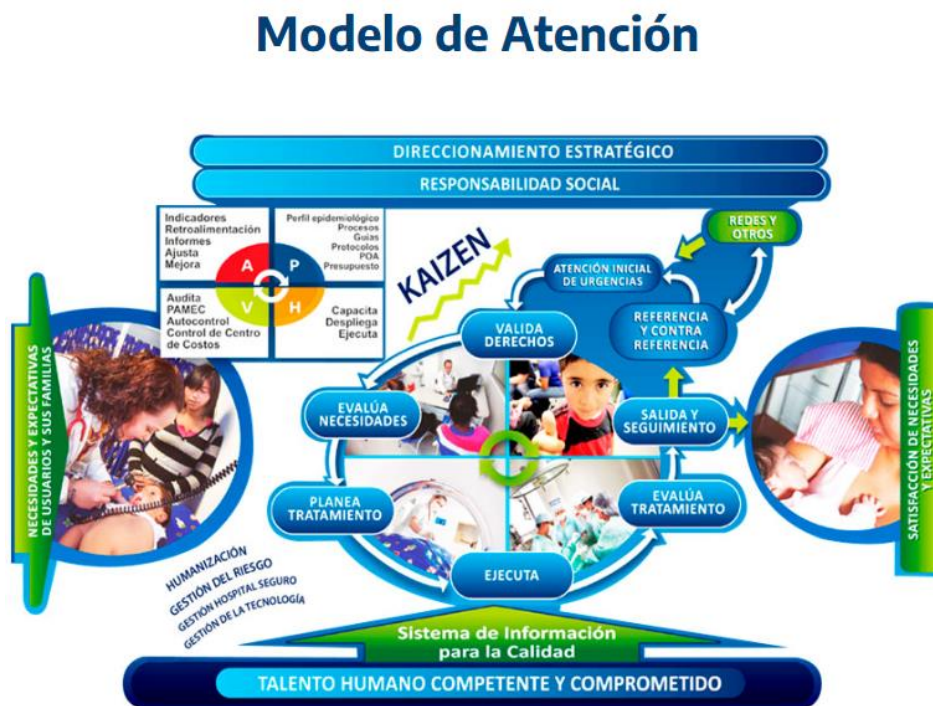 Modelo de Atención
DIRECCIONAMIENTO ESTRATÉGICO
RESPONSABILIDAD SOCIAL
Indicadores
Retroalimentación
Informes
Ajusta
Mejora
A
P
Perfil epidemiológico
Procesos
Guias
Protocolos
POA
Presupuesto
Audita
PAMEC
Autocontrol
Control de Centro
de Costos
V
H
Capacita
Despliega
Ejecuta
KAIZEN
REDES Y
OTROS
ATENCIÓN INICIAL
DE URGENCIAS
REFERENCIA
Y CONTRA
REFERENCIA
VALIDA
DERECHOS
EVALÚA
NECESIDADES
PLANEA
TRATAMIENTO
EJECUTA
EVALÚA
TRATAMIENTO
SALIDA Y
SEGUIMIENTO
NECESIDADES Y EXPECTATIVAS
DE USUARIOS Y SUS FAMILIAS
SATISFACCIÓN DE NECESIDADES
Y EXPECTATIVAS
HUMANIZACIÓN
GESTIÓN DEL RIESGO
GESTIÓN HOSPITAL SEGURO
GESTIÓN DE LA TECNOLOGÍA
Sistema de Información
para la Calidad
TALENTO HUMANO COMPETENTE Y COMPROMETIDO